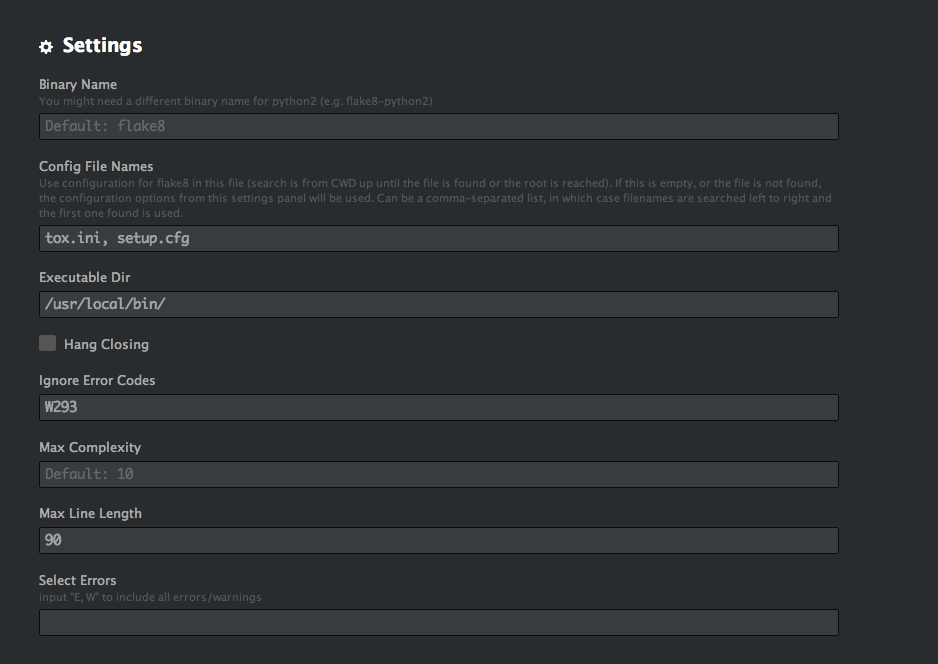 Settings
Binary Name
You might need a different binary name for python2 (e.g. flake8-python2)
Default: flake8
Config File Names
Use configuration for flake8 in this file (search is from CWD up until the file is found or the root is reached). If this is empty, or the file is not found,
the configuration options from this settings panel will be used. Can be a comma-separated list, in which case filenames are searched left to right and
the first one found is used.
tox.ini, setup.cfg
Executable Dir
/usr/local/bin/
Hang Closing
Ignore Error Codes
W293
Max Complexity
Default: 10
Max Line Length
90
Select Errors
input "E, W" to include all errors/warnings